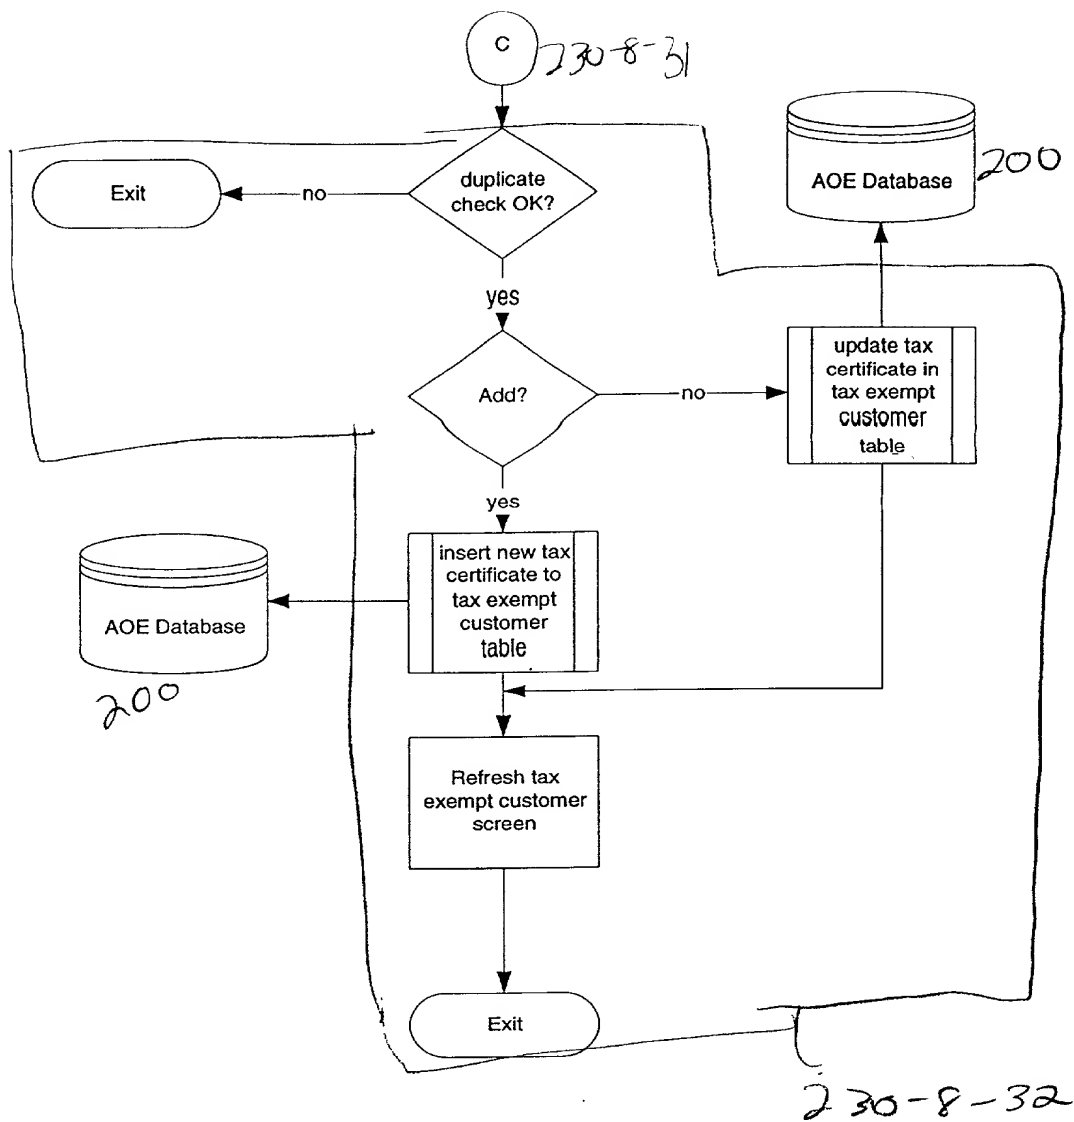 C
230-8-31
duplicate
check OK?
no
Exit
AOE Database
200
yes
Add?
no
update tax
certificate in
tax exempt
customer
table
yes
insert new tax
certificate to
tax exempt
customer
table
AOE Database
200
Refresh tax
exempt customer
screen
Exit
230-8-32